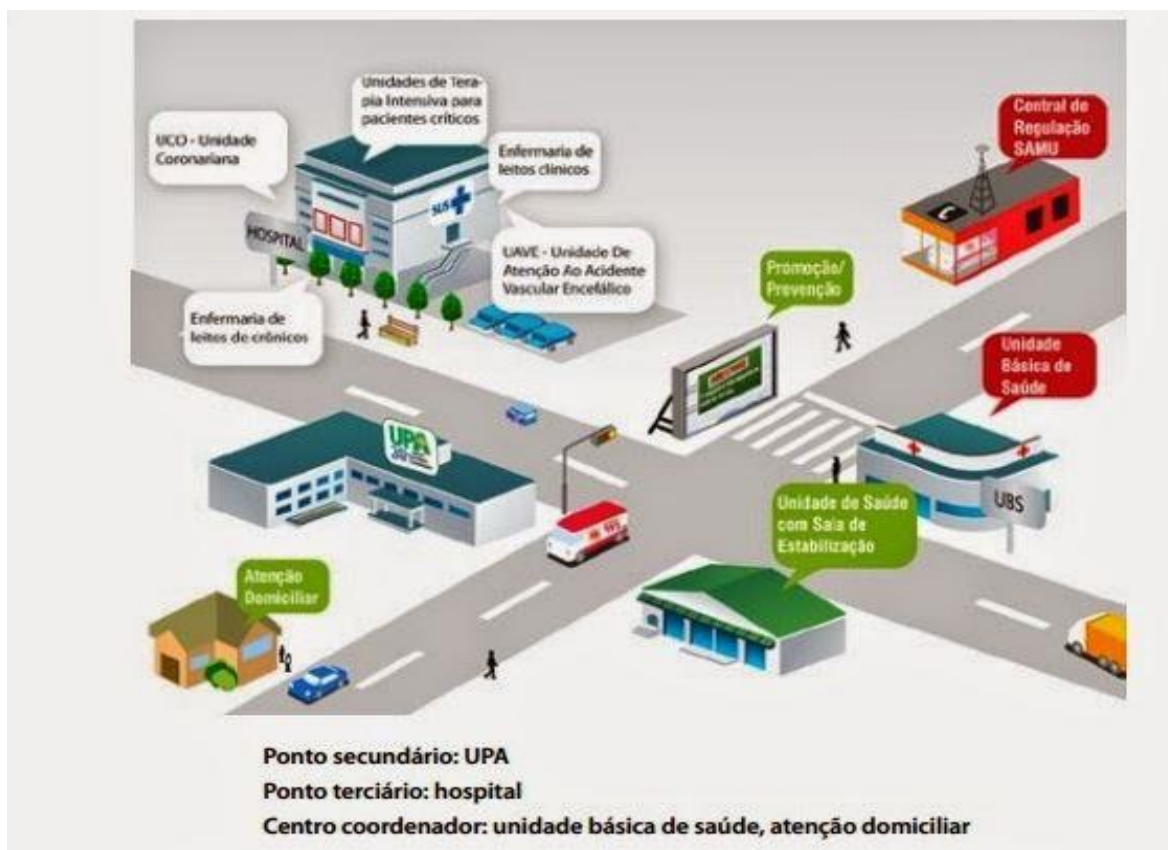 Unidades de Tera-
pia Intensiva para
pacientes críticos
UCO - Unidade
Coronariana
Enfermaria de
leitos clínicos
Central de
Regulação
SAMU
SUS
HOSPITAL
UAVE - Unidade De
Atenção Ao Acidente
Vascular Encefálico
Promoção/
Prevenção
Enfermaria de
leitos de crônicos
Unidade
Básica de
Saúde
UPA
UBS
Unidade de Saúde
com Sala de
Estabilização
Atenção
Domiciliar
Ponto secundário: UPA
Ponto terciário: hospital
Centro coordenador: unidade básica de saúde, atenção domiciliar